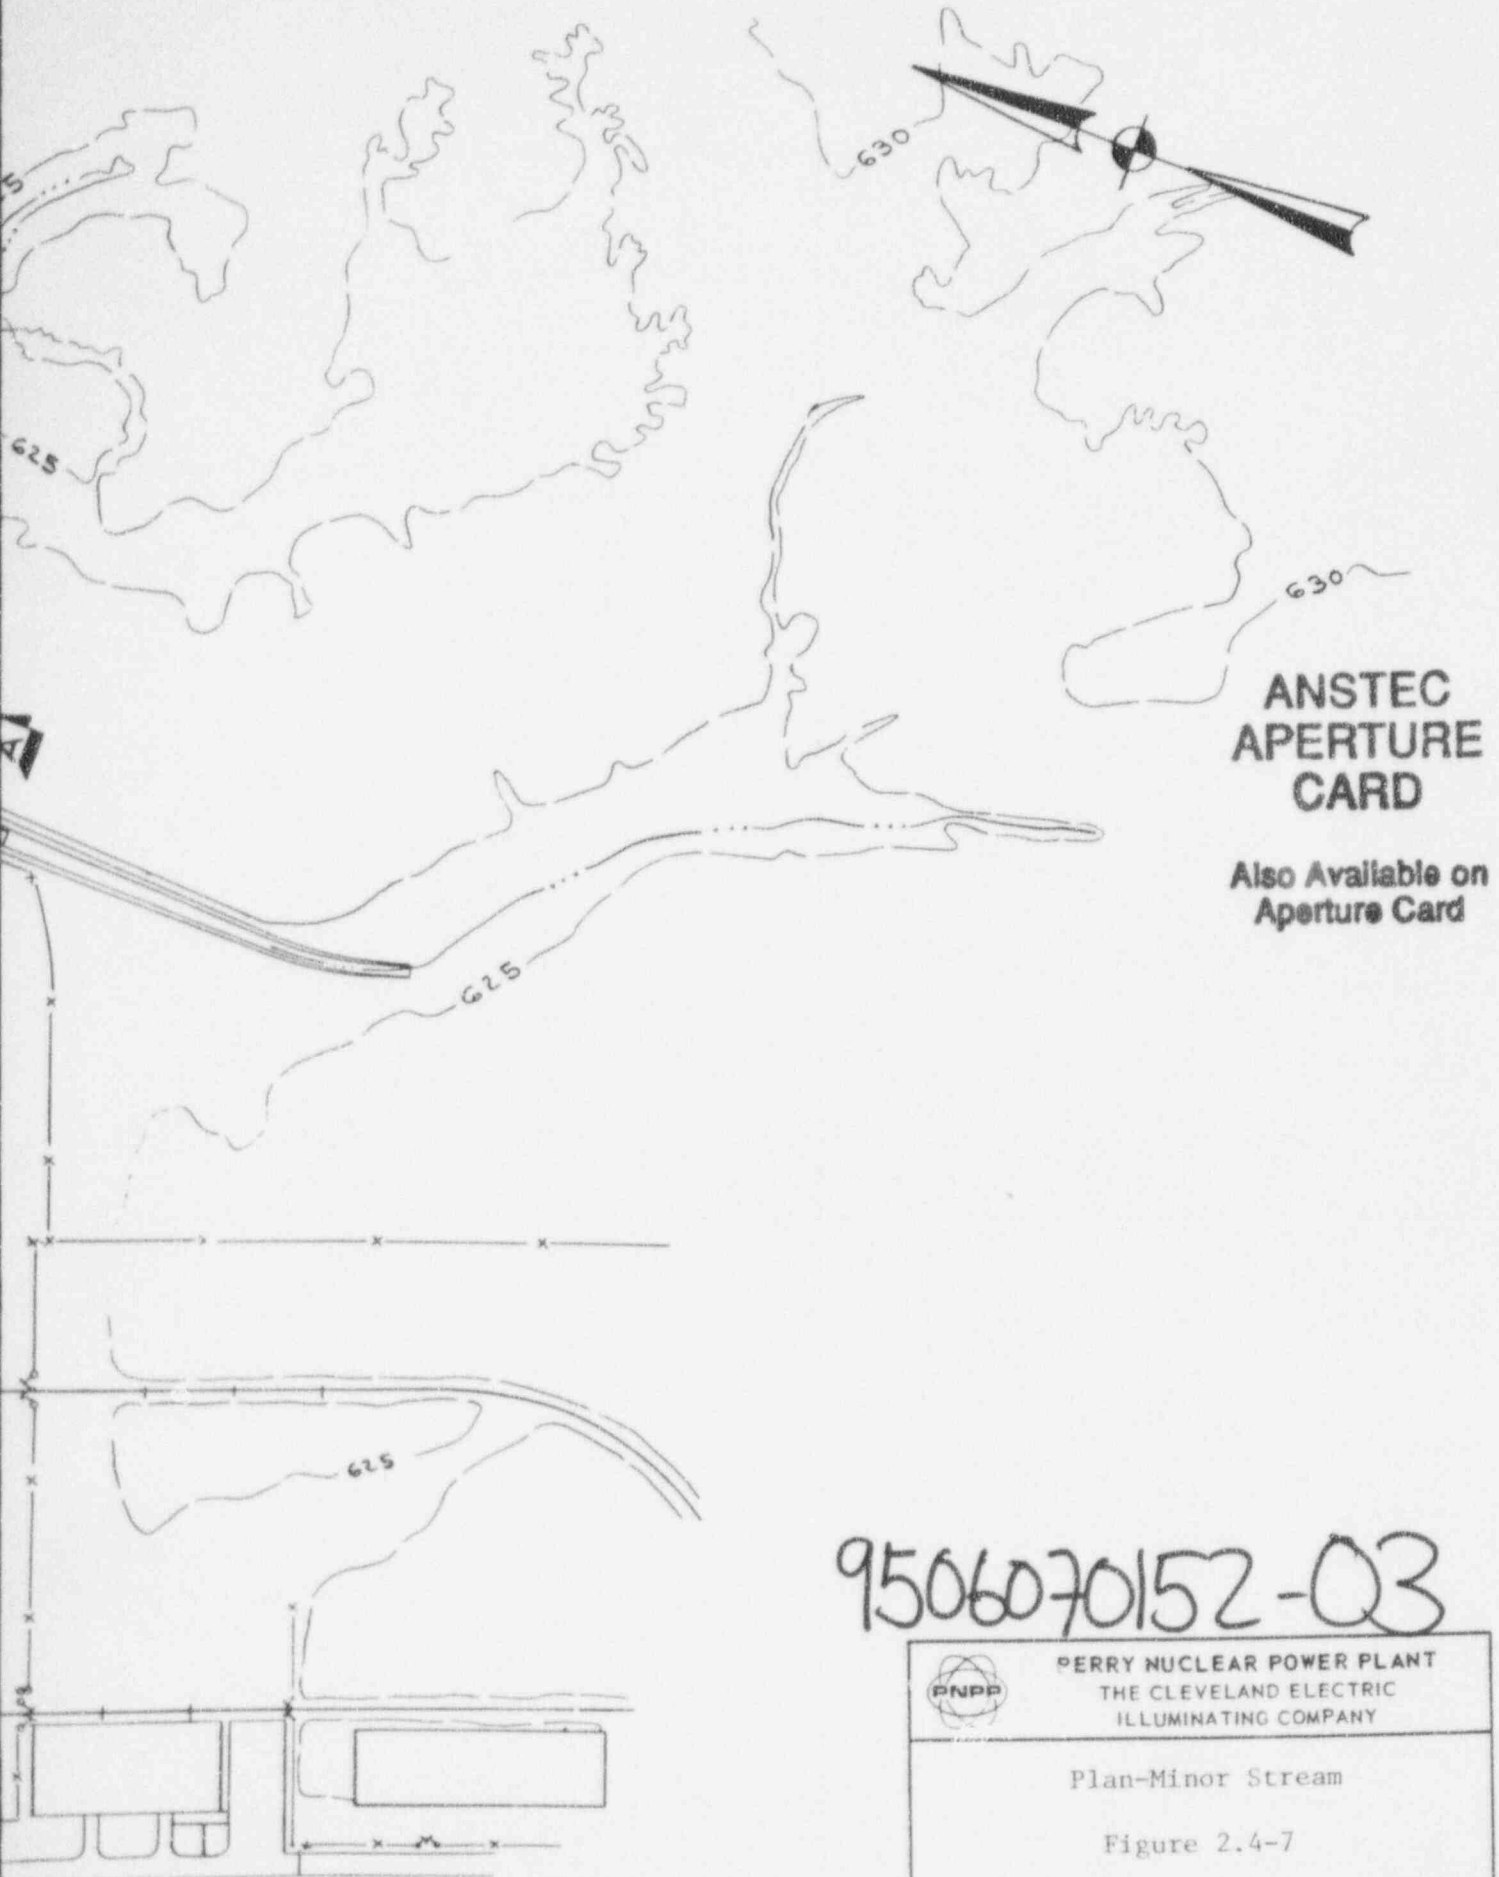 630
625
630
ANSTEC
APERTURE
CARD
A
Also Available on
Aperture Card
625
625
9506070152-03
PNPP
PERRY NUCLEAR POWER PLANT
THE CLEVELAND ELECTRIC
ILLUMINATING COMPANY
Plan-Minor Stream
Figure 2.4-7